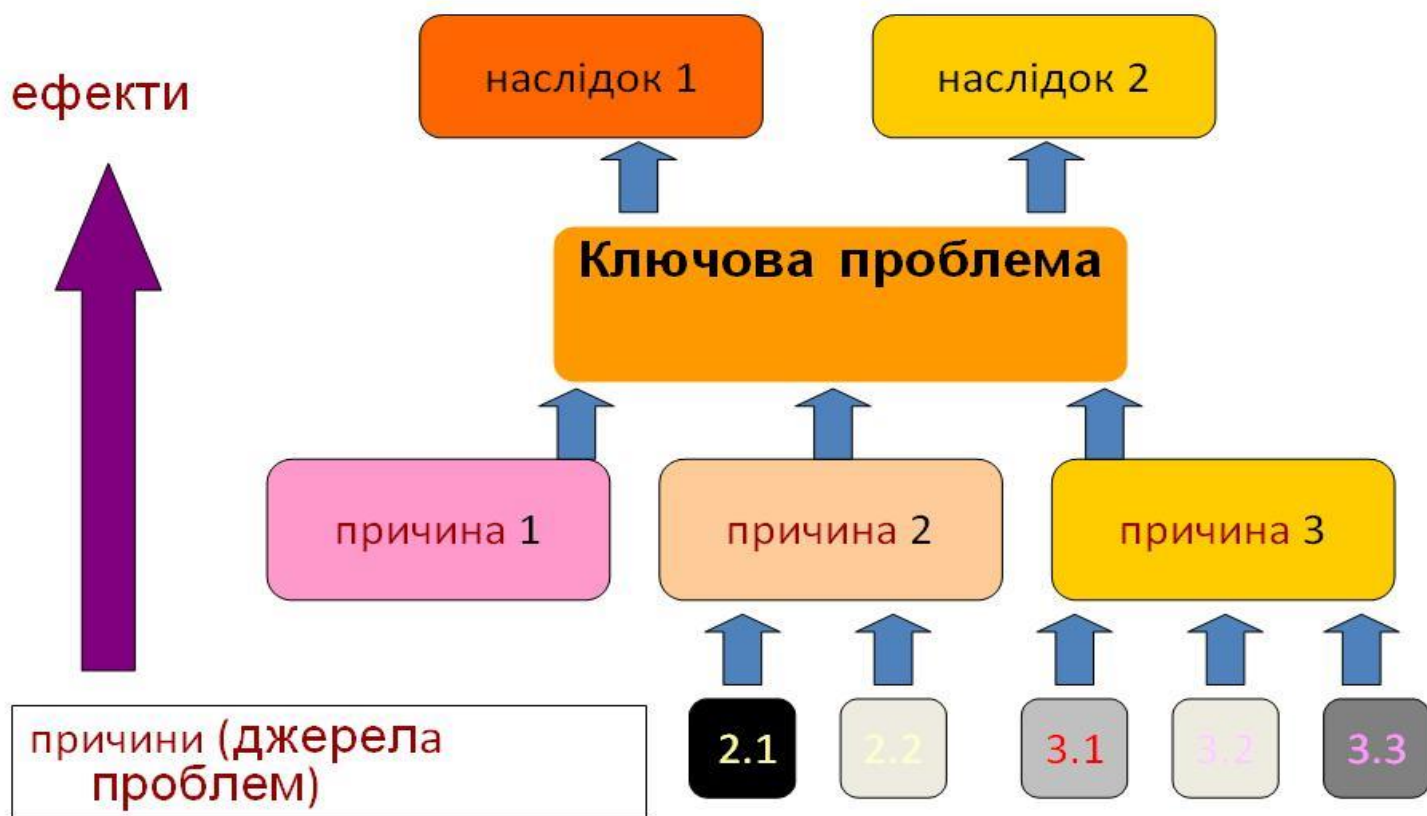 наслідок 1
наслідок 2
ефекти
Ключова проблема
причина 1
причина 2
причина 3
2.1
2.2
3.1
3.2
3.3
причини (джерела
проблем)